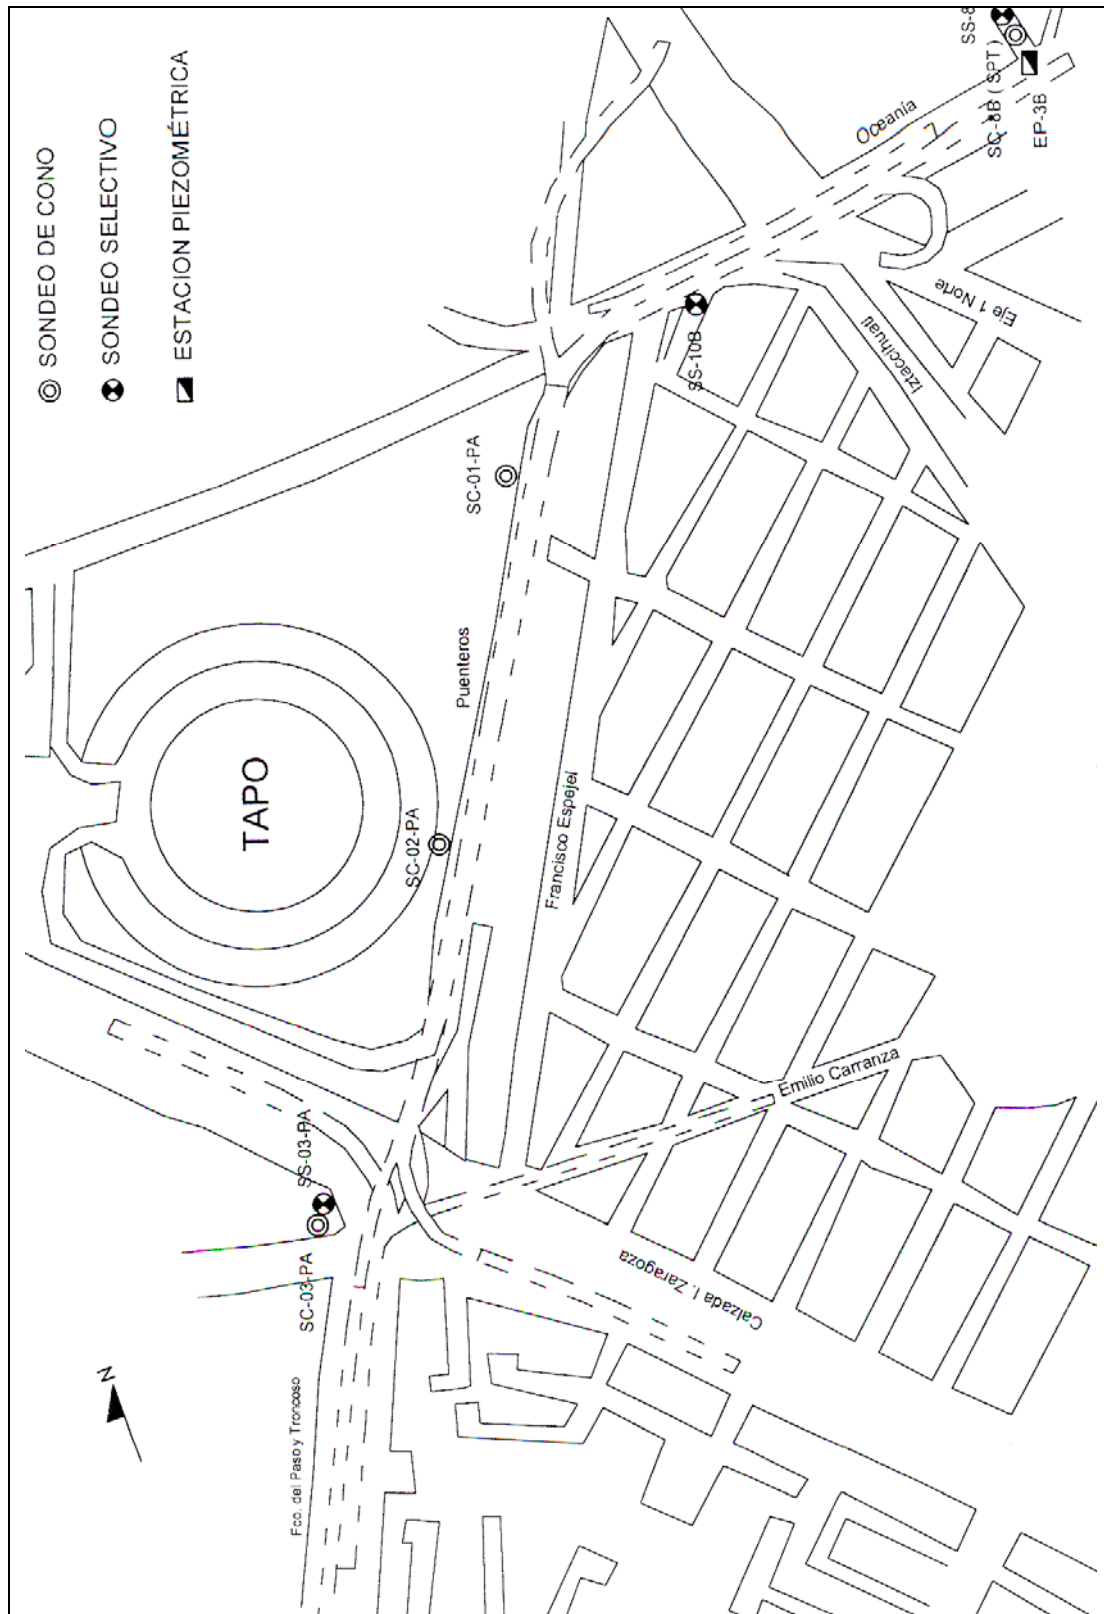 SONDEO DE CONO
SONDEO SELECTIVO
ESTACION PIEZOMÉTRICA
SS-8
SC-8B ( SPT )
EP-3B
Oceanía
Eje 1 Norte
Iztaccihuatl
SS-10B
SC-01-PA
Puenteros
TAPO
SC-02-PA
Francisco Espejel
Emilio Carranza
SS-03-PA
SC-03-PA
Calzada I. Zaragoza
N
Fco. del Paso y Troncoso